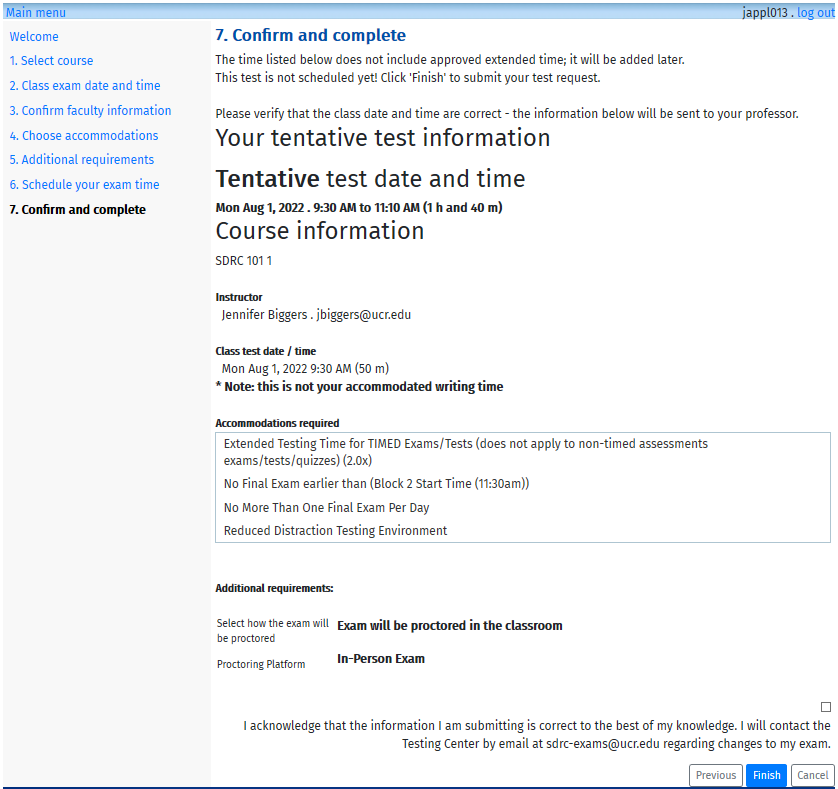 Main menu
jappl013 . log out
Welcome
1. Select course
2. Class exam date and time
3. Confirm faculty information
4. Choose accommodations
5. Additional requirements
6. Schedule your exam time
7. Confirm and complete
7. Confirm and complete
The time listed below does not include approved extended time; it will be added later.
This test is not scheduled yet! Click 'Finish' to submit your test request.
Please verify that the class date and time are correct - the information below will be sent to your professor.
Your tentative test information
Tentative test date and time
Mon Aug 1, 2022 . 9:30 AM to 11:10 AM (1 h and 40 m)
Course information
SDRC 101 1
Instructor
Jennifer Biggers . jbiggers@ucr.edu
Class test date / time
Mon Aug 1, 2022 9:30 AM (50 m)
* Note: this is not your accommodated writing time
Accommodations required
Extended Testing Time for TIMED Exams/Tests (does not apply to non-timed assessments
exams/tests/quizzes) (2.0x)
No Final Exam earlier than (Block 2 Start Time (11:30am))
No More Than One Final Exam Per Day
Reduced Distraction Testing Environment
Additional requirements:
Select how the exam will
be proctored
Exam will be proctored in the classroom
Proctoring Platform
In-Person Exam
I acknowledge that the information I am submitting is correct to the best of my knowledge. I will contact the
Testing Center by email at sdrc-exams@ucr.edu regarding changes to my exam.
Previous
Finish
Cancel